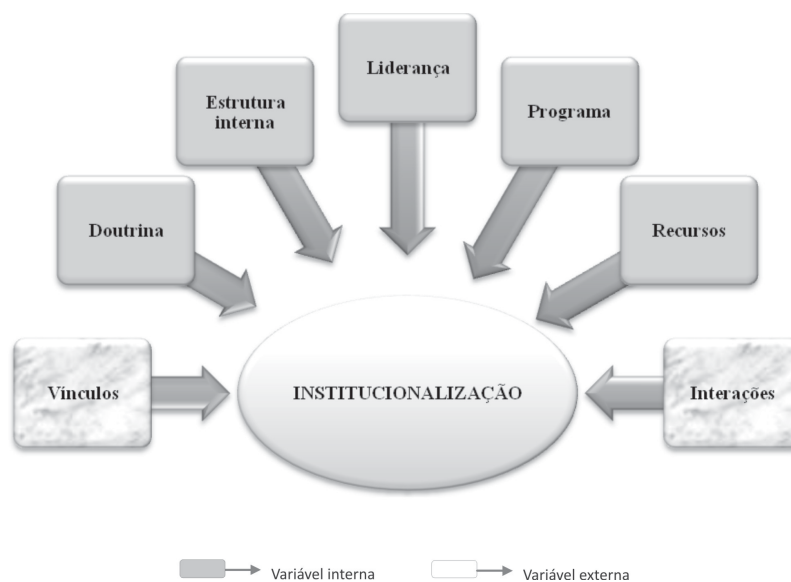 Liderança
Estrutura
interna
Programa
Doutrina
Recursos
Vínculos
INSTITUCIONALIZAÇÃO
Interações
Variável interna
Variável externa